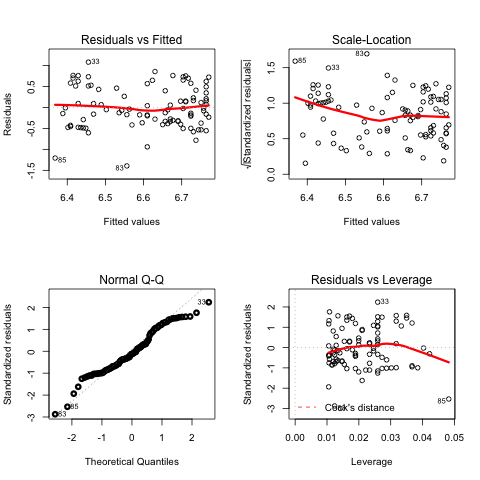 Residuals vs Fitted
Residuals
0.5
-0.5
-1.5
33
85
83
6.4 6.5 6.6 6.7
Fitted values
Scale-Location
√|Standardized residuals|
1.5
1.0
0.5
0.0
83
85
33
6.4 6.5 6.6 6.7
Fitted values
Normal Q-Q
Standardized residuals
2
1
0
-1
-2
-3
33
85
83
-2 -1 0 1 2
Theoretical Quantiles
Residuals vs Leverage
Standardized residuals
2
1
0
-1
-2
-3
33
85
Cook's distance
0.00 0.01 0.02 0.03 0.04 0.05
Leverage